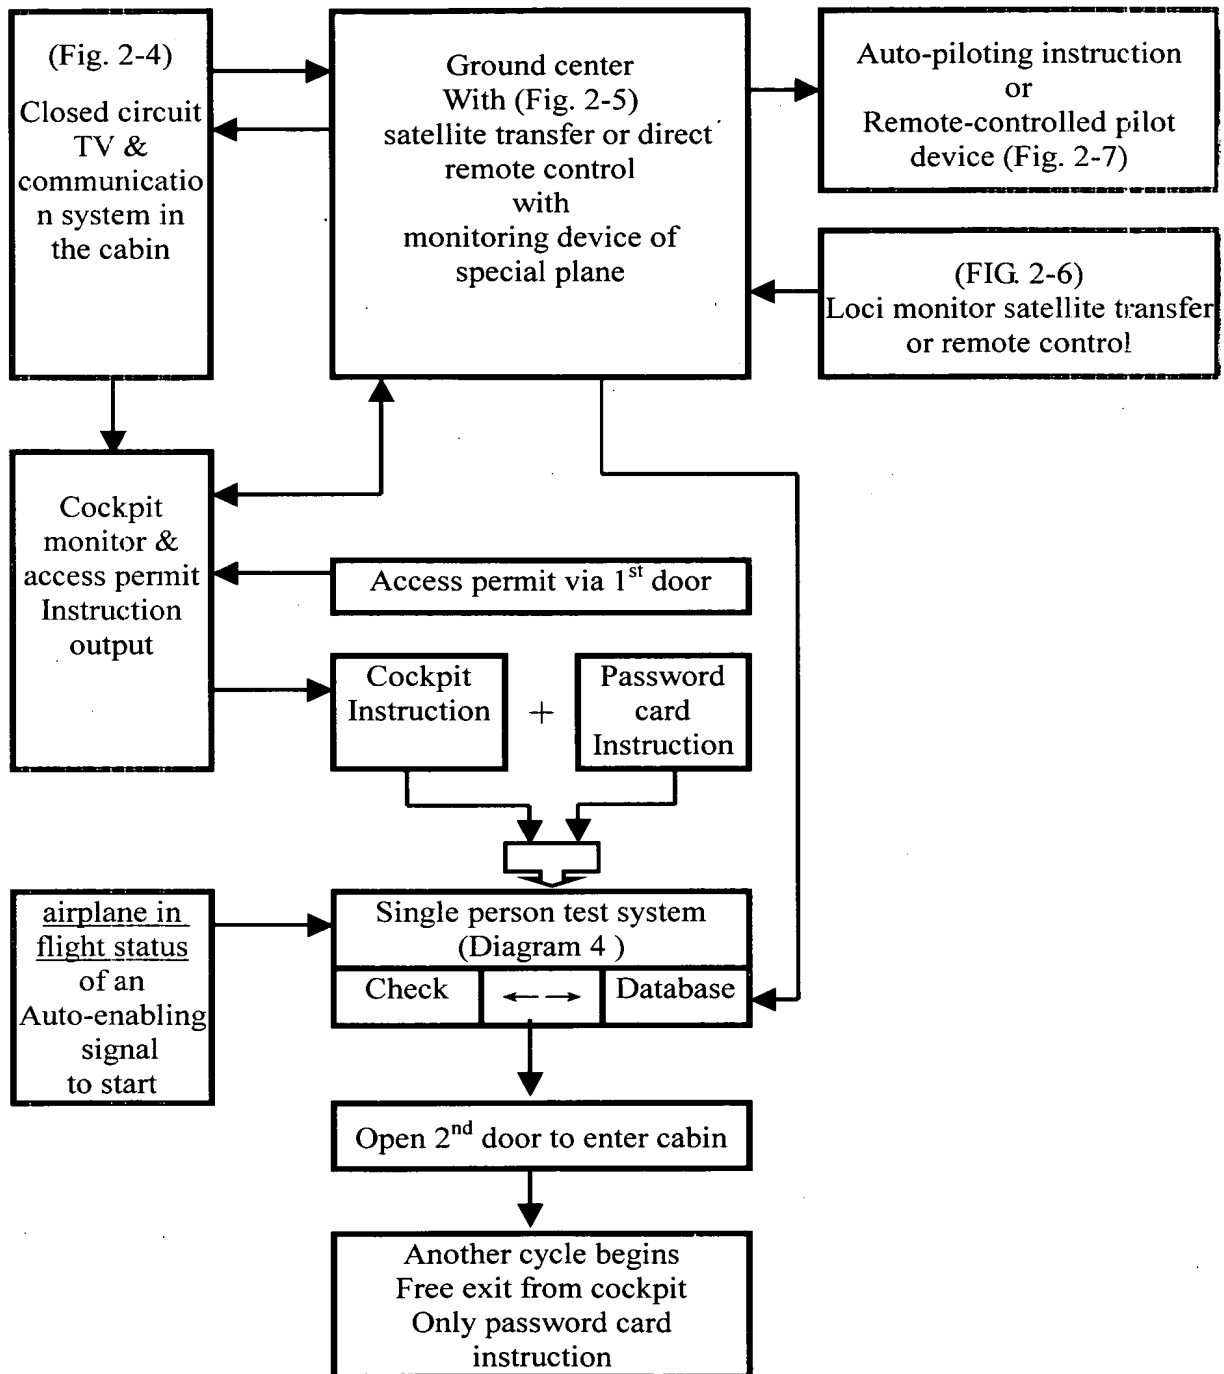 (Fig. 2-4)
Closed circuit
TV &
communicatio
n system in
the cabin
Ground center
With (Fig. 2-5)
satellite transfer or direct
remote control
with
monitoring device of
special plane
Auto-piloting instruction
or
Remote-controlled pilot
device (Fig. 2-7)
(FIG. 2-6)
Loci monitor satellite transfer
or remote control
Cockpit
monitor &
access permit
Instruction
output
Access permit via 1st door
Cockpit
Instruction
+
Password
card
Instruction
airplane in
flight status
of an
Auto-enabling
signal
to start
Single person test system
(Diagram 4 )
Check
Database
Open 2nd door to enter cabin
Another cycle begins
Free exit from cockpit
Only password card
instruction